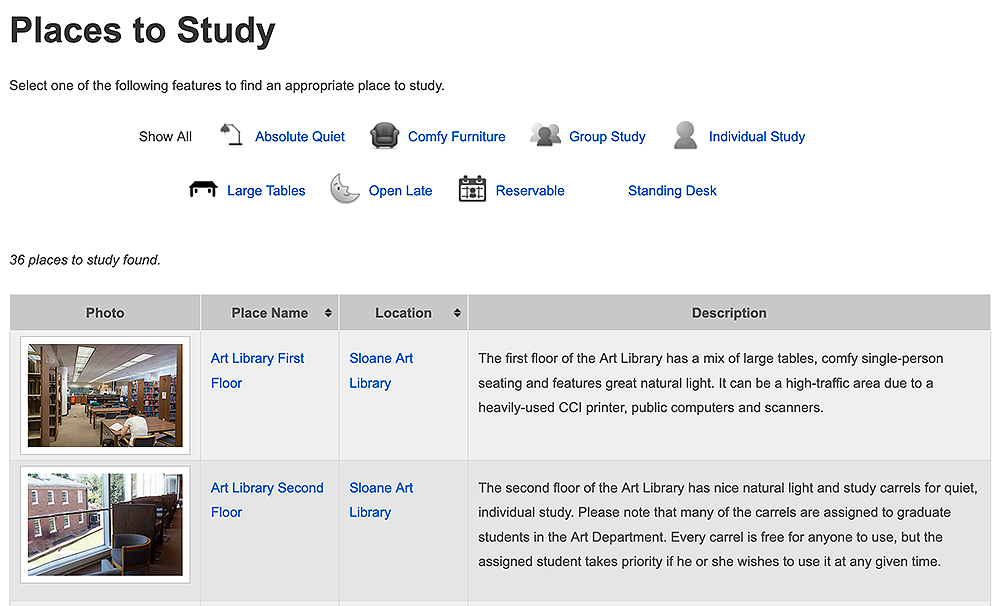 Places to Study
Select one of the following features to find an appropriate place to study.
Show All Absolute Quiet Comfy Furniture Group Study Individual Study
Large Tables Open Late Reservable Standing Desk
36 places to study found.
Photo Place Name Location Description
Art Library First
Floor
Sloane Art
Library
The first floor of the Art Library has a mix of large tables, comfy single-person
seating and features great natural light. It can be a high-traffic area due to a
heavily-used CCI printer, public computers and scanners.
Art Library Second
Floor
Sloane Art
Library
The second floor of the Art Library has nice natural light and study carrels for quiet,
individual study. Please note that many of the carrels are assigned to graduate
students in the Art Department. Every carrel is free for anyone to use, but the
assigned student takes priority if he or she wishes to use it at any given time.